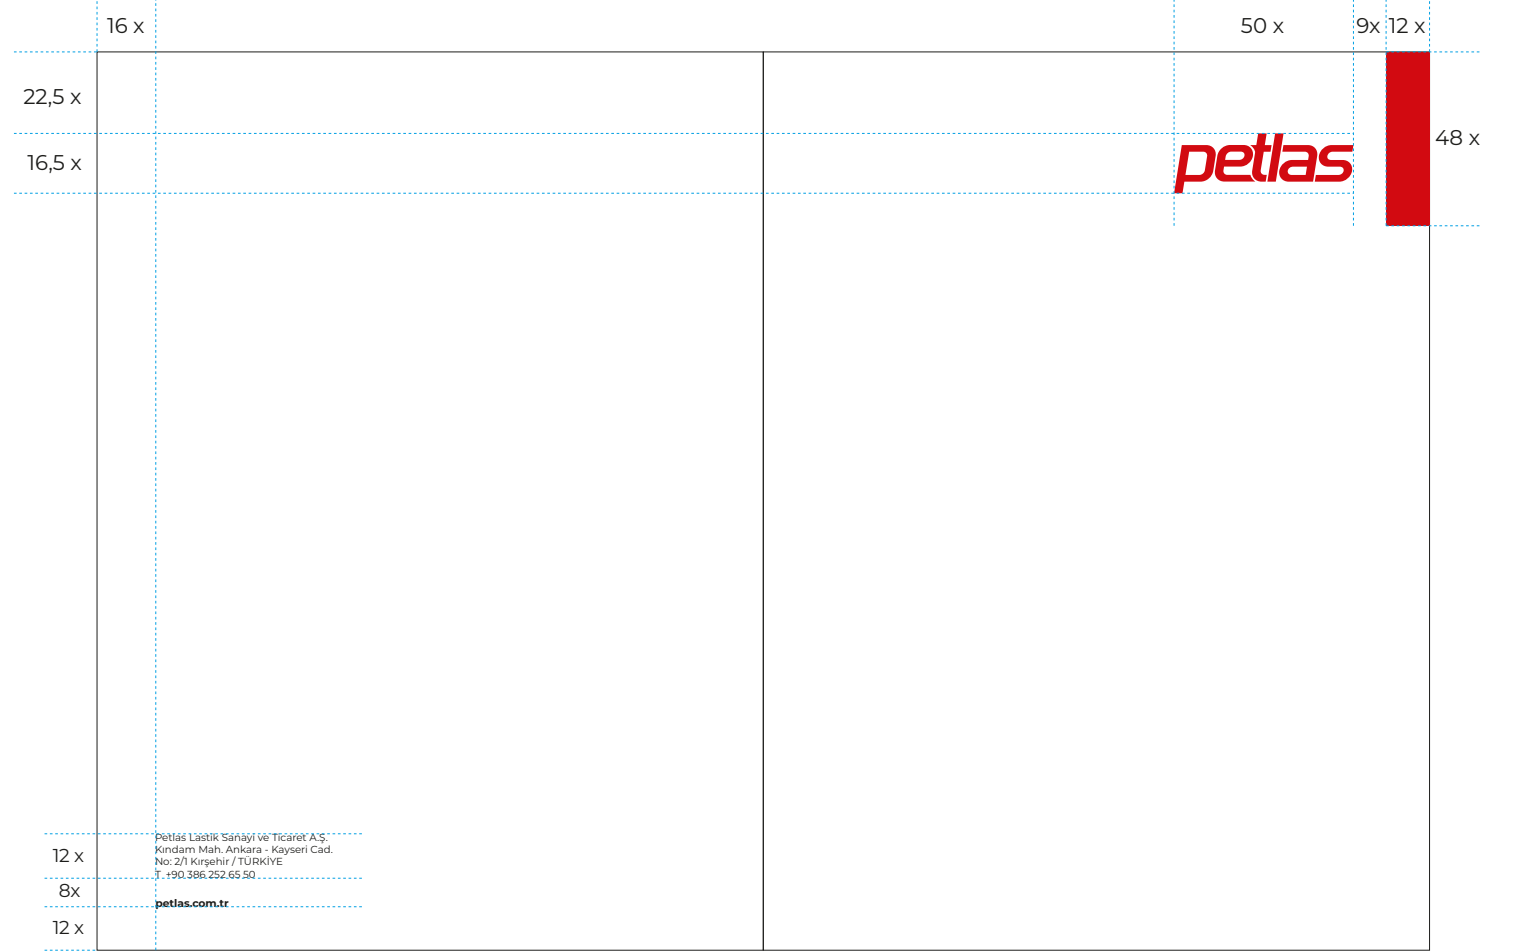 16 x
50 x
9x
12 x
22,5 x
16,5 x
petlas
48 x
12 x
8x
12 x
Petlas Lastik Sanayi ve Ticaret A.Ş.
Kındam Mah. Ankara - Kayseri Cad.
No: 2/1 Kırşehir / TÜRKİYE
T +90 386 252 65 50
petlas.com.tr